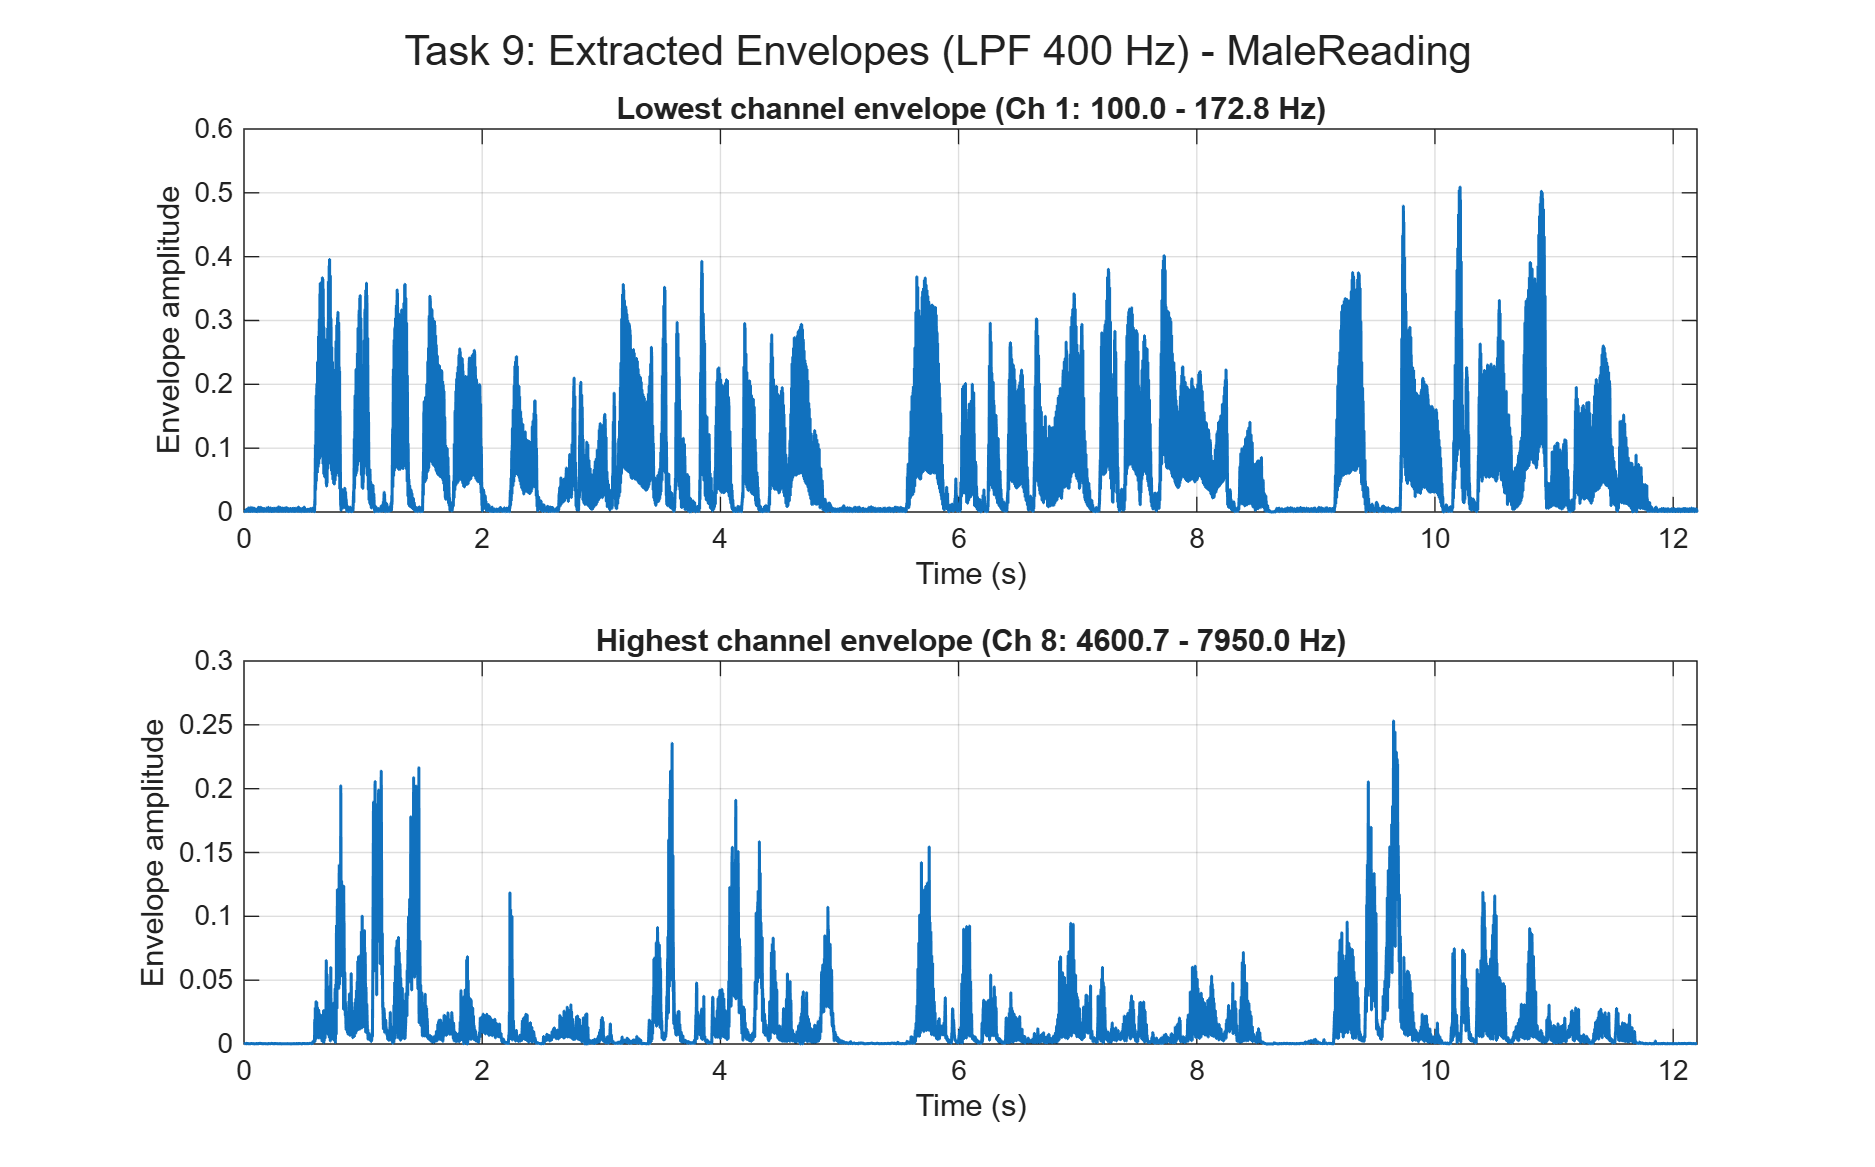 Task 9: Extracted Envelopes (LPF 400 Hz) - MaleReading
Lowest channel envelope (Ch 1: 100.0 - 172.8 Hz)
Envelope amplitude
0.6
0.5
0.4
0.3
0.2
0.1
0
0 2 4 6 8 10 12
Time (s)
Highest channel envelope (Ch 8: 4600.7 - 7950.0 Hz)
Envelope amplitude
0.3
0.25
0.2
0.15
0.1
0.05
0
0 2 4 6 8 10 12
Time (s)